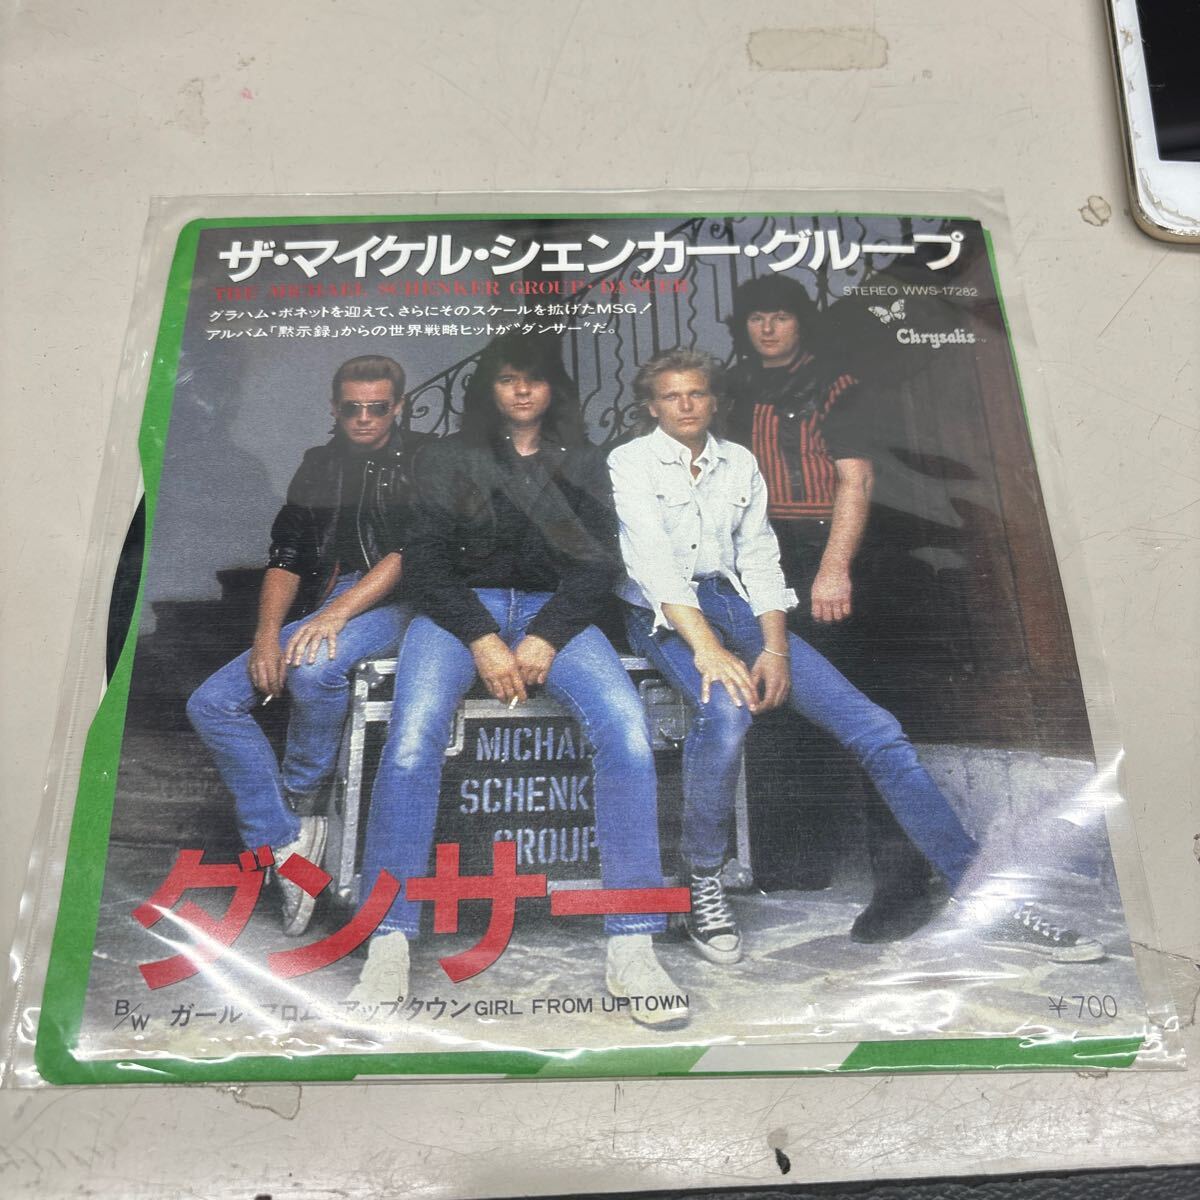 ザ・マイケル・シェンカー・グループ
THE MICHAEL SCHENKER GROUP・DANCER
STEREO WWS-17282
グラハム・ボネットを迎えて、さらにそのスケールを拡げたMSG!
アルバム「黙示録」からの世界戦略ヒットが“ダンサー”だ。
Chrysalis
MICHAE
SCHENK
GROUP
ダンサー
B/W ガール・フロム・アップタウン GIRL FROM UPTOWN
¥700